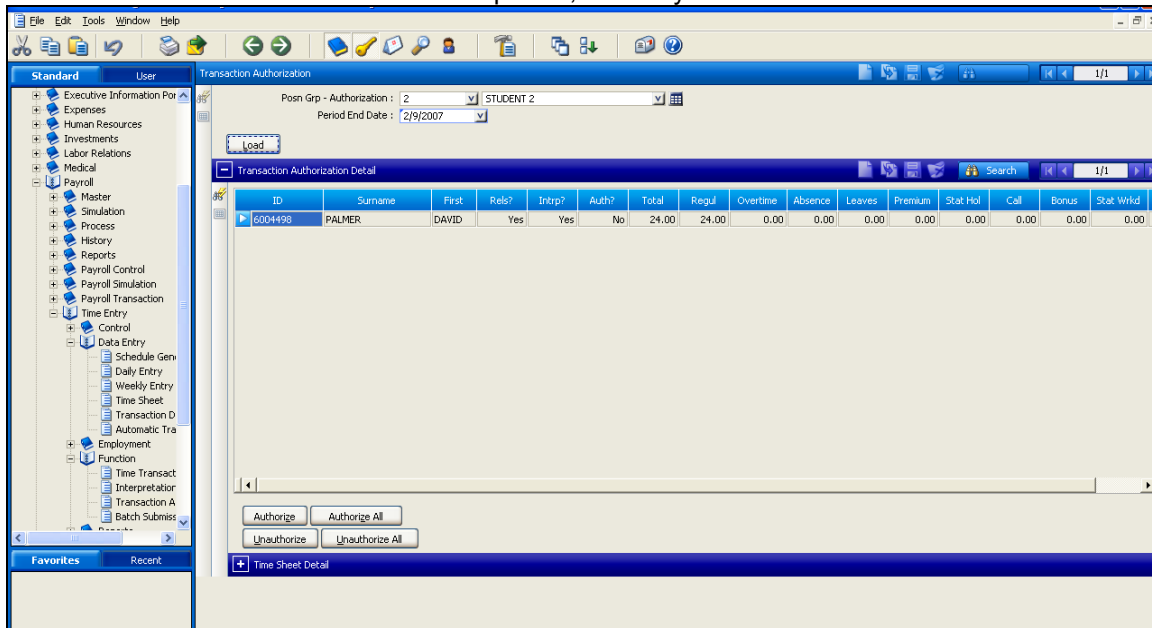 File Edit Tools Window Help
Standard User
Executive Information Por
Expenses
Human Resources
Investments
Labor Relations
Medical
Payroll
Master
Simulation
Process
History
Reports
Payroll Control
Payroll Simulation
Payroll Transaction
Time Entry
Control
Data Entry
Schedule Gen
Daily Entry
Weekly Entry
Time Sheet
Transaction D
Automatic Tra
Employment
Function
Time Transact
Interpretation
Transaction A
Batch Submiss
Favorites Recent
Transaction Authorization 1/1
Posn Grp - Authorization : 2 STUDENT 2
Period End Date : 2/9/2007
Load
Transaction Authorization Detail Search 1/1
ID Surname First Rels? Intrp? Auth? Total Regul Overtime Absence Leaves Premium Stat Hol Call Bonus Stat Wrkd
6004498 PALMER DAVID Yes Yes No 24.00 24.00 0.00 0.00 0.00 0.00 0.00 0.00 0.00 0.00
Authorize Authorize All
Unauthorize Unauthorize All
Time Sheet Detail